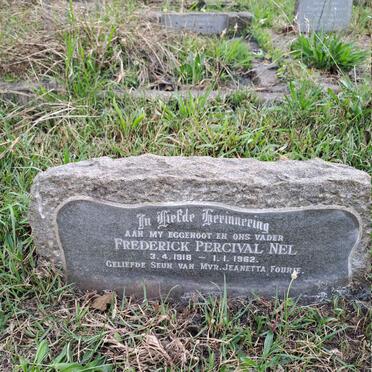 In Liefde Herinnering
AAN MY EGGENOOT EN ONS VADER
FREDERICK PERCIVAL NEL
3.4.1918 – 1.1.1962.
GELIEFDE SEUN VAN MVR. JEANETTA FOURIE.